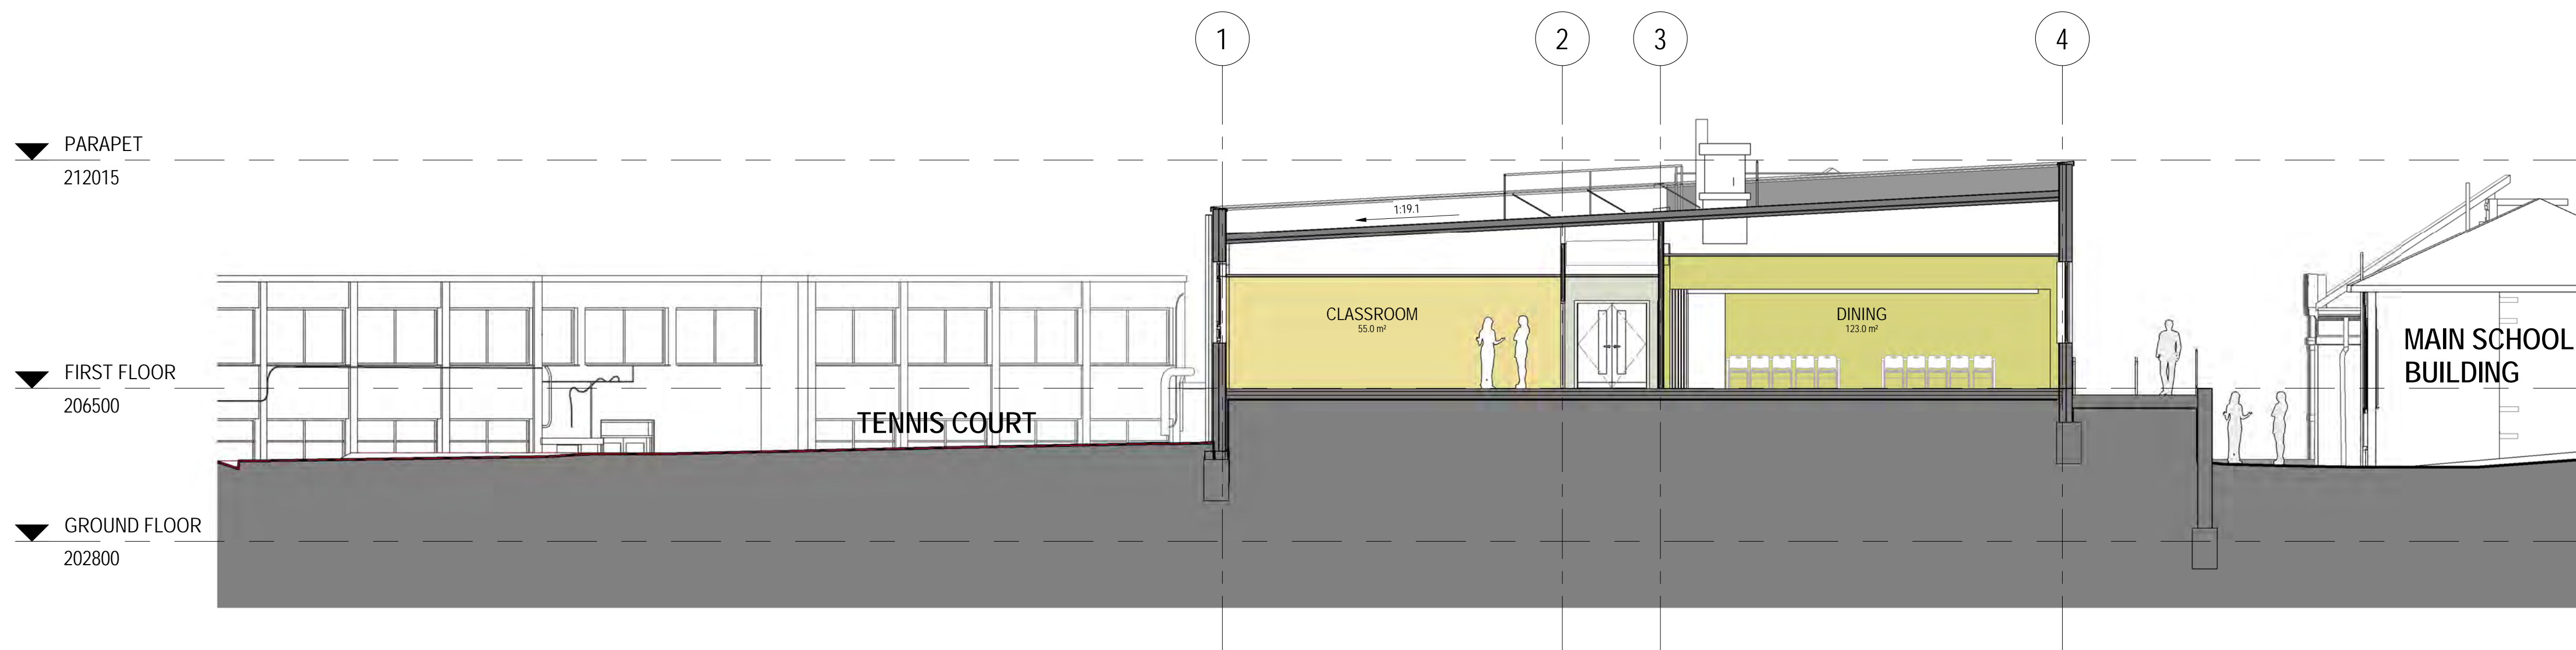 1
2
3
4
PARAPET
212015
1:19.1
CLASSROOM
55.0 m²
DINING
123.0 m²
MAIN SCHOOL
BUILDING
FIRST FLOOR
206500
TENNIS COURT
GROUND FLOOR
202800